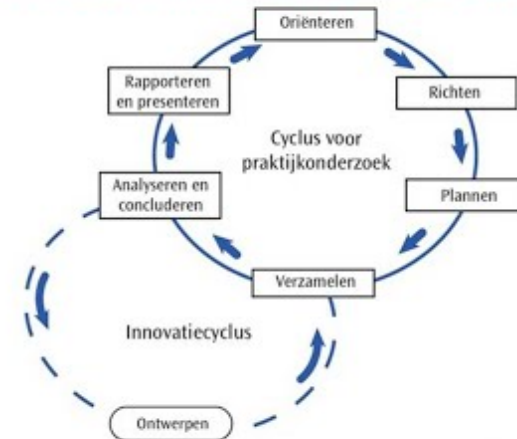 Oriënteren
Rapporteren
en presenteren
Richten
Cyclus voor
praktijkonderzoek
Analyseren en
concluderen
Plannen
Verzamelen
Innovatiecyclus
Ontwerpen